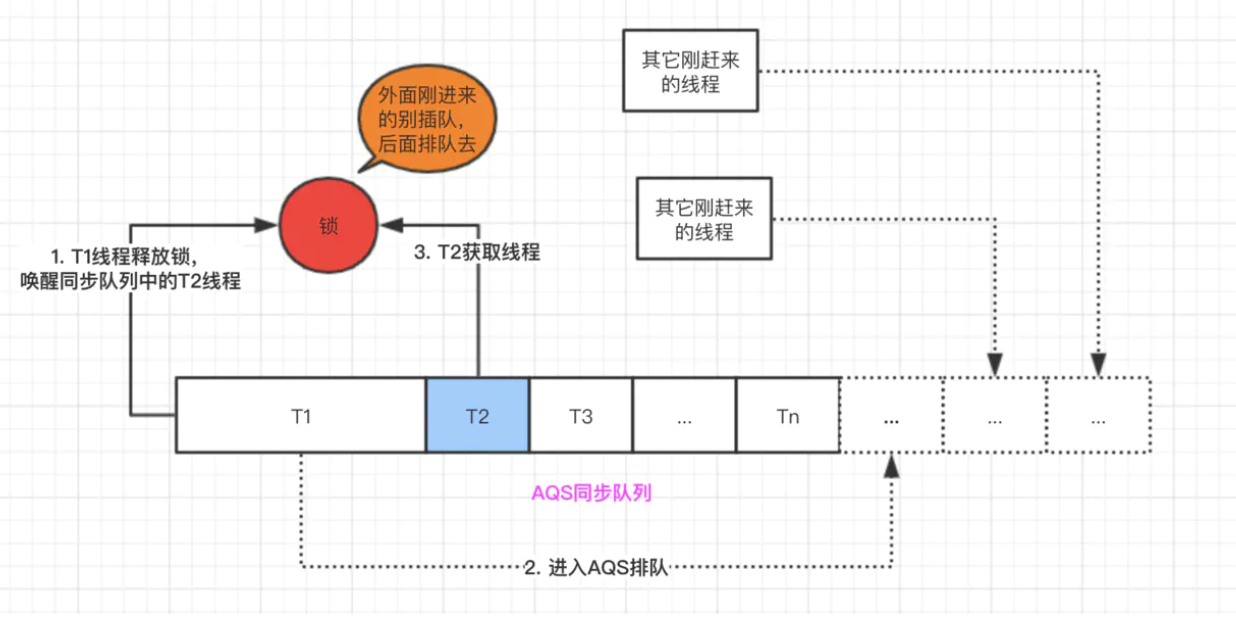 其它刚赶来
的线程
外面刚进来
的别插队，
后面排队去
锁
其它刚赶来
的线程
1. T1线程释放锁，
唤醒同步队列中的T2线程
3. T2获取线程
T1
T2
T3
...
Tn
...
...
...
AQS同步队列
2. 进入AQS排队